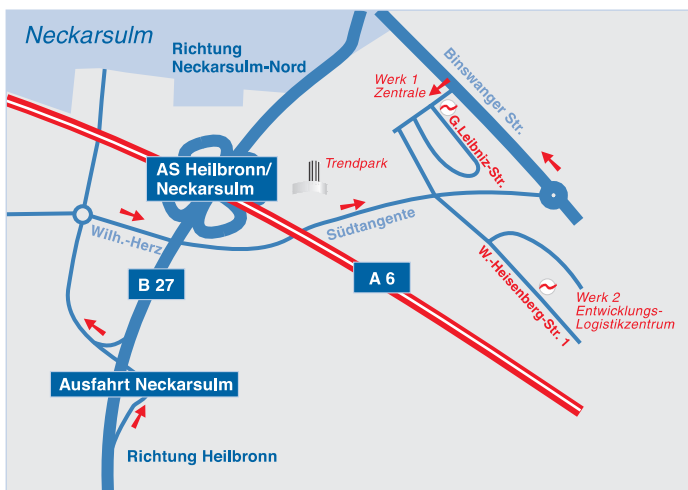 Neckarsulm
Richtung
Neckarsulm-Nord
Binswanger Str.
Werk 1
Zentrale
G.Leibniz-Str.
AS Heilbronn/
Neckarsulm
Trendpark
Südtangente
Wilh.-Herz
B 27
A 6
W.-Heisenberg-Str. 1
Werk 2
Entwicklungs-
Logistikzentrum
Ausfahrt Neckarsulm
Richtung Heilbronn